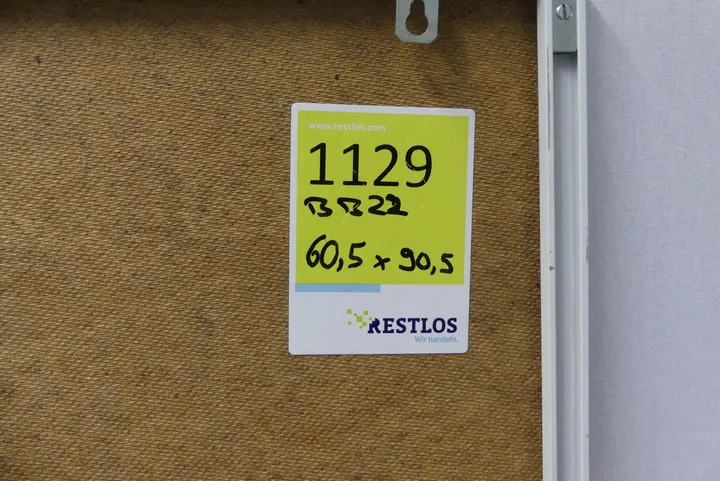 www.restlos.com
1129
BB22
60,5 x 90,5
RESTLOS
Wir handeln.